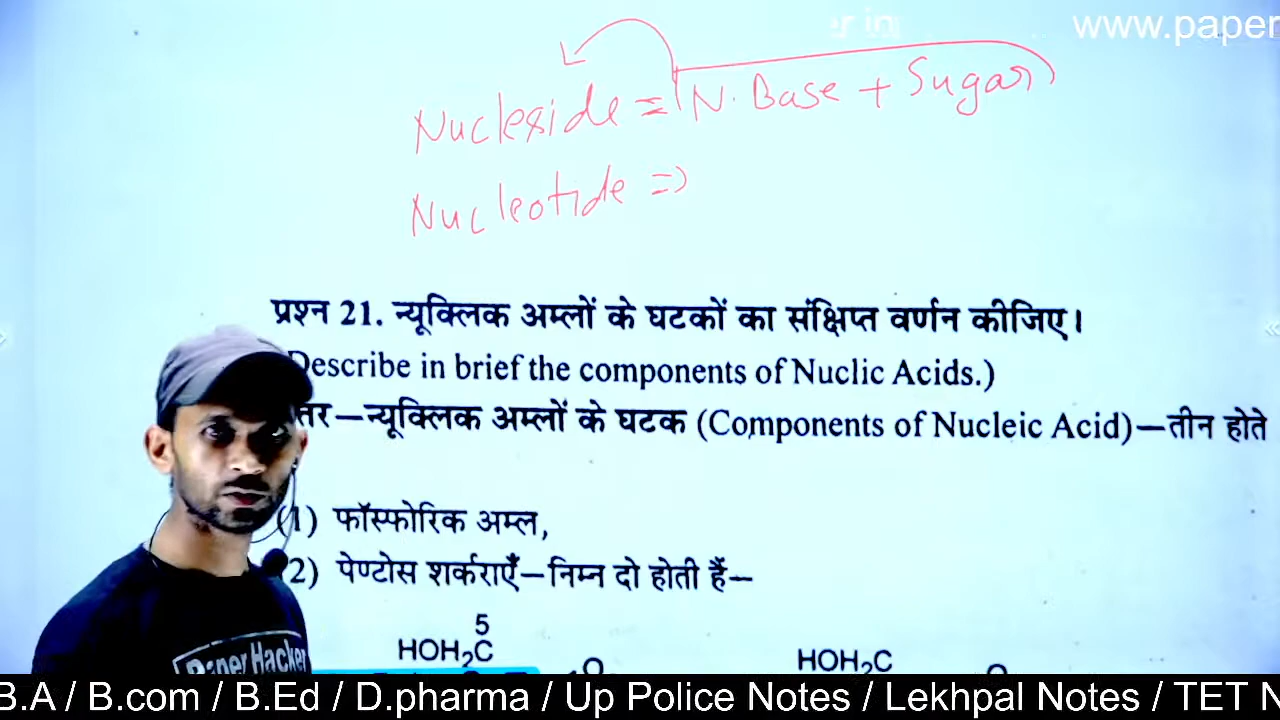 www.paper
Nucleside = N. Base + Sugar
Nucleotide =>
प्रश्न 21. न्यूक्लिक अम्लों के घटकों का संक्षिप्त वर्णन कीजिए।
Describe in brief the components of Nuclic Acids.)
त्तर—न्यूक्लिक अम्लों के घटक (Components of Nucleic Acid)—तीन होते
(1) फॉस्फोरिक अम्ल,
2) पेण्टोस शर्कराएँ—निम्न दो होती हैं—
5
HOH₂C O HOH₂C O
Paper Hacker
B.A / B.com / B.Ed / D.pharma / Up Police Notes / Lekhpal Notes / TET N